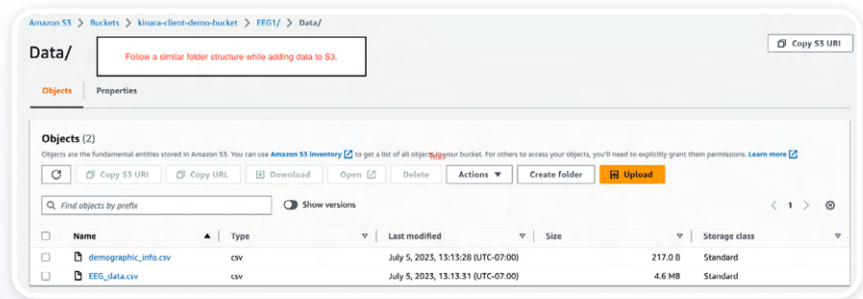 Amazon S3 > Buckets > kinara-client-demo-bucket > EEG1/ > Data/
Data/
Follow a similar folder structure while adding data to S3.
Copy S3 URI
Objects Properties
Objects (2)
Objects are the fundamental entities stored in Amazon S3. You can use Amazon S3 inventory to get a list of all objects in your bucket. For others to access your objects, you'll need to explicitly grant them permissions. Learn more
Text
Copy S3 URI Copy URL Download Open Delete Actions Create folder Upload
Find objects by prefix Show versions 1
Name Type Last modified Size Storage class
demographic_info.csv csv July 5, 2023, 13:13:28 (UTC-07:00) 217.0 B Standard
EEG_data.csv csv July 5, 2023, 13:13:31 (UTC-07:00) 4.6 MB Standard